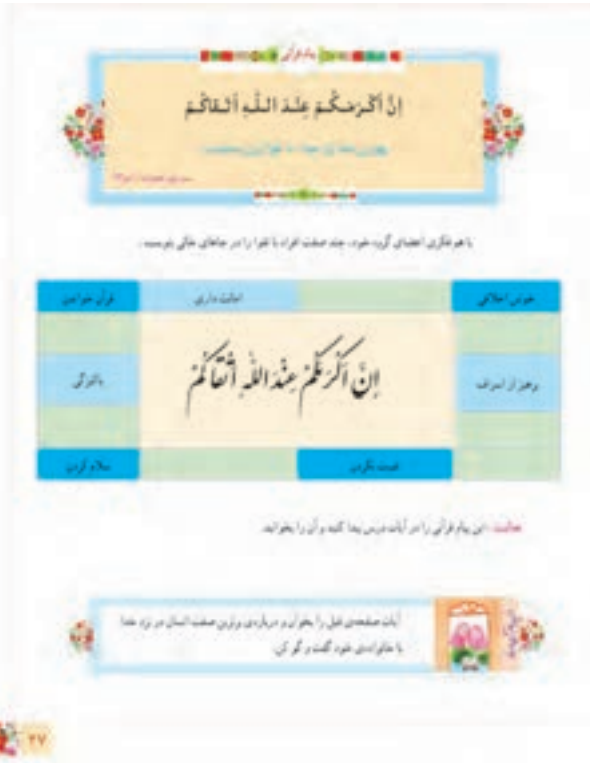 پیام قرآنی
اِنَّ اَکْرَمَکُمْ عِنْدَ اللّٰهِ اَتْقاکُمْ
با هم‌فکری اعضای گروه خود، چند صفت افراد با تقوا را در جاهای خالی بنویسید.
خوش اخلاقی
امانت داری
قرآن خواندن
اِنَّ اَکْرَمَکُمْ عِنْدَ اللّٰهِ اَتْقاکُمْ
پرهیز از اسراف
پاکیزگی
غیبت نکردن
سلام کردن
فعالیت: این پیام قرآنی را در آیات درس پیدا کنید و آن را بخوانید.
آیات صفحه‌ی قبل را بخوان و درباره‌ی برترین صفت انسان در نزد خدا
با خانواده‌ی خود گفت و گو کن.
۲۷